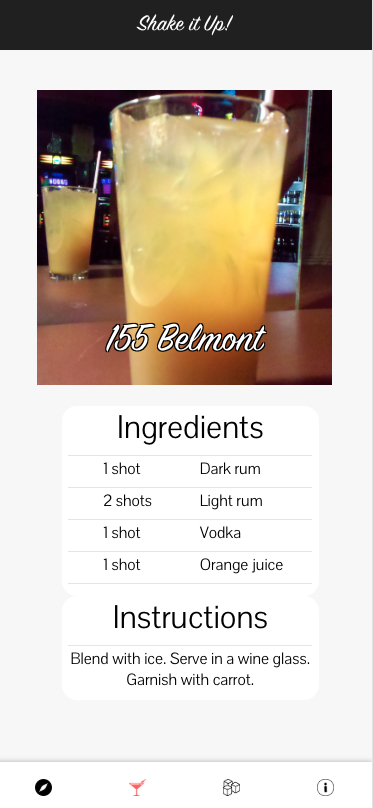 Shake it Up!
155 Belmont
Ingredients
1 shot Dark rum
2 shots Light rum
1 shot Vodka
1 shot Orange juice
Instructions
Blend with ice. Serve in a wine glass.
Garnish with carrot.